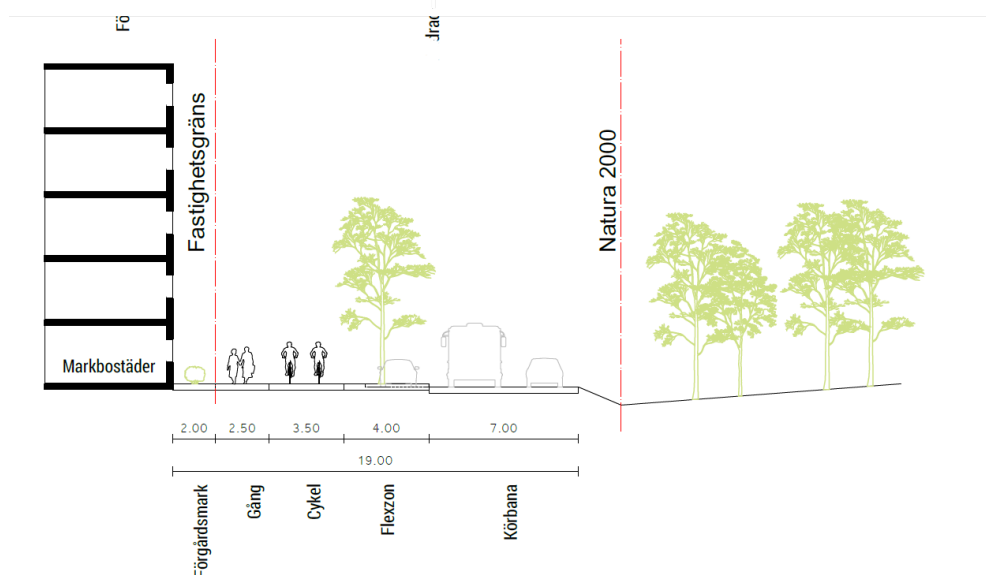 Fastighetsgräns
Natura 2000
Markbostäder
2.00
2.50
3.50
4.00
7.00
19.00
Förgårdsmark
Gång
Cykel
Flexzon
Körbana